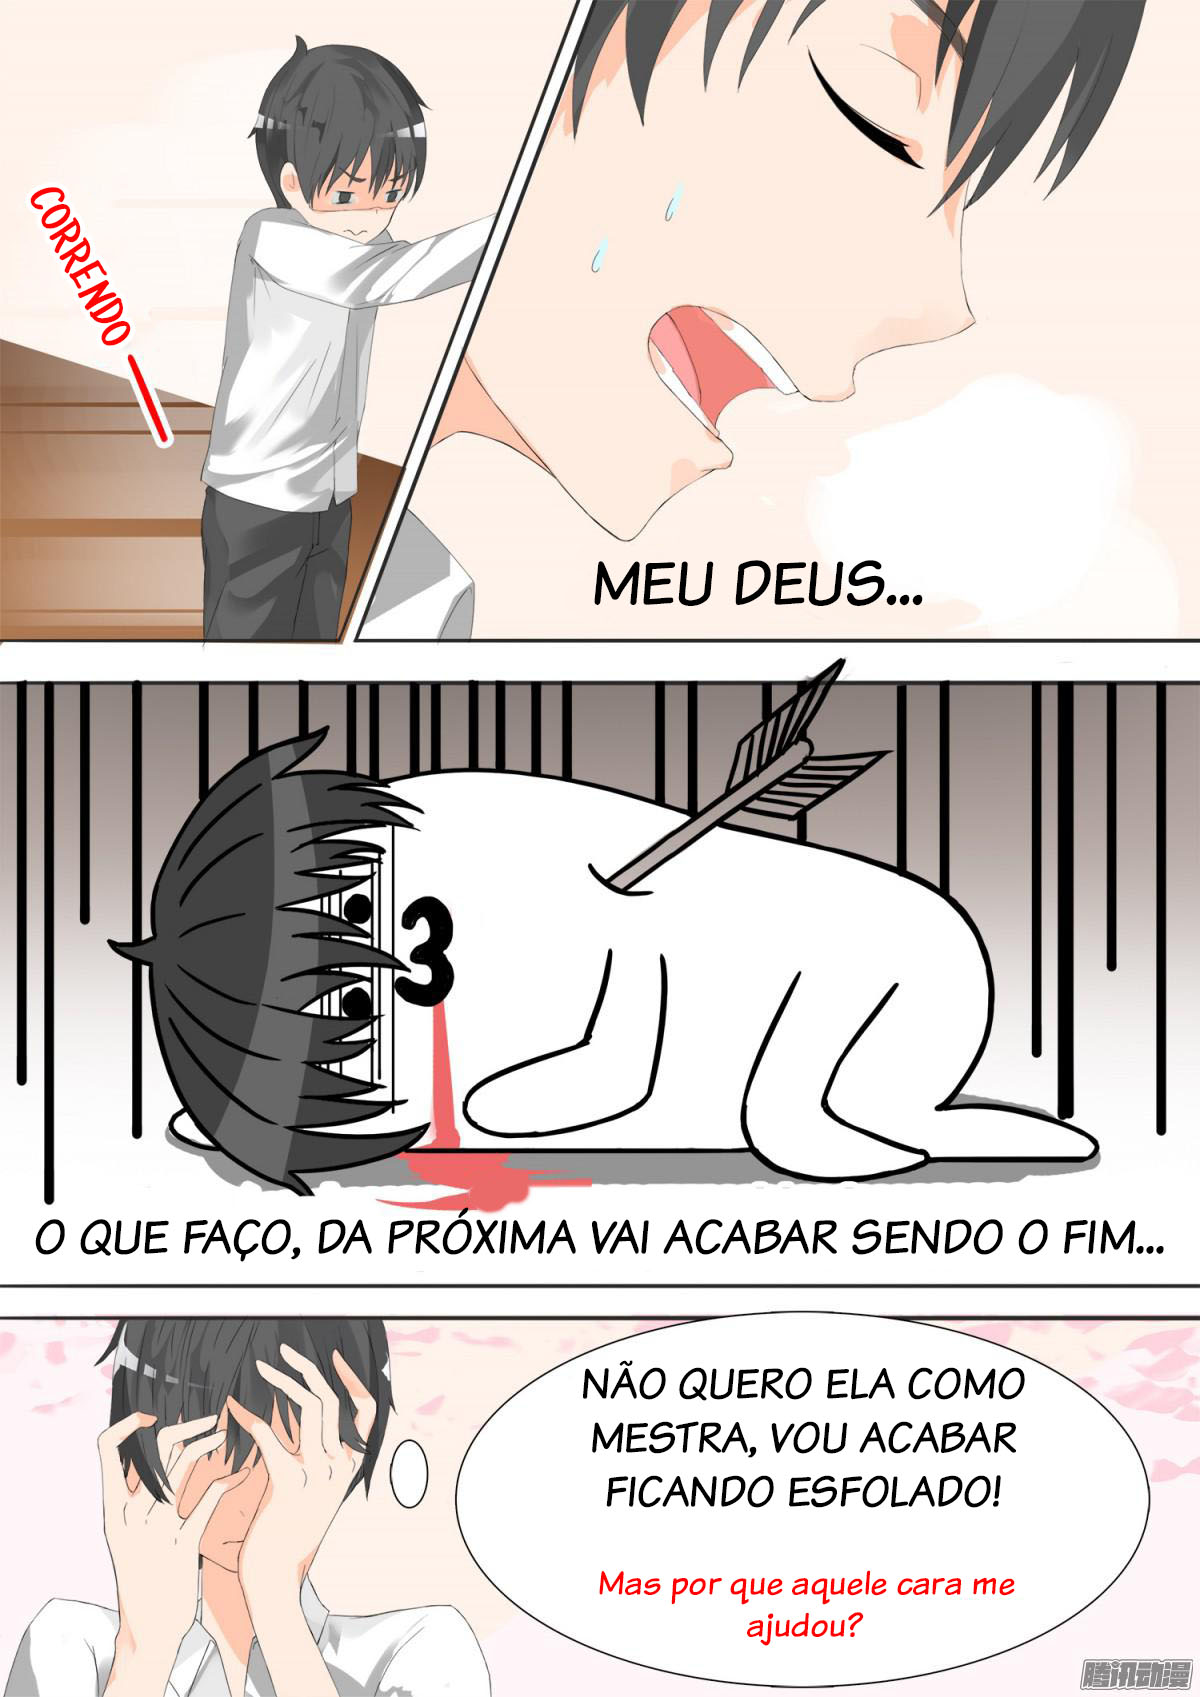 CORRENDO
MEU DEUS...
O QUE FAÇO, DA PRÓXIMA VAI ACABAR SENDO O FIM...
NÃO QUERO ELA COMO
MESTRA, VOU ACABAR
FICANDO ESFOLADO!
Mas por que aquele cara me
ajudou?
腾讯动漫